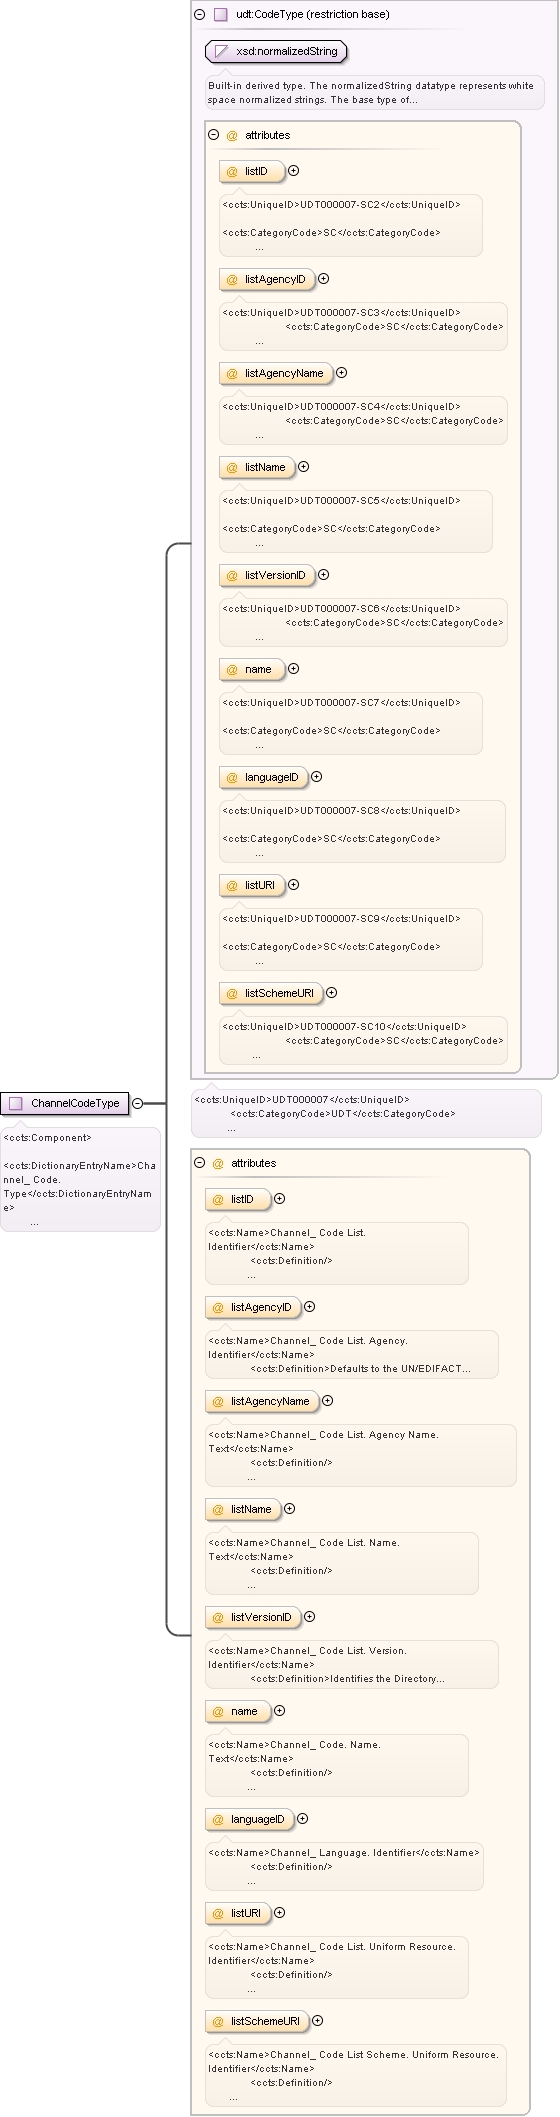 udt:CodeType (restriction base)
xsd:normalizedString
Built-in derived type. The normalizedString datatype represents white
space normalized strings. The base type of...
@ attributes
@ listID
<ccts:UniqueID>UDT000007-SC2</ccts:UniqueID>
<ccts:CategoryCode>SC</ccts:CategoryCode>
...
@ listAgencyID
<ccts:UniqueID>UDT000007-SC3</ccts:UniqueID>
<ccts:CategoryCode>SC</ccts:CategoryCode>
...
@ listAgencyName
<ccts:UniqueID>UDT000007-SC4</ccts:UniqueID>
<ccts:CategoryCode>SC</ccts:CategoryCode>
...
@ listName
<ccts:UniqueID>UDT000007-SC5</ccts:UniqueID>
<ccts:CategoryCode>SC</ccts:CategoryCode>
...
@ listVersionID
<ccts:UniqueID>UDT000007-SC6</ccts:UniqueID>
<ccts:CategoryCode>SC</ccts:CategoryCode>
...
@ name
<ccts:UniqueID>UDT000007-SC7</ccts:UniqueID>
<ccts:CategoryCode>SC</ccts:CategoryCode>
...
@ languageID
<ccts:UniqueID>UDT000007-SC8</ccts:UniqueID>
<ccts:CategoryCode>SC</ccts:CategoryCode>
...
@ listURI
<ccts:UniqueID>UDT000007-SC9</ccts:UniqueID>
<ccts:CategoryCode>SC</ccts:CategoryCode>
...
@ listSchemeURI
<ccts:UniqueID>UDT000007-SC10</ccts:UniqueID>
<ccts:CategoryCode>SC</ccts:CategoryCode>
...
<ccts:UniqueID>UDT000007</ccts:UniqueID>
<ccts:CategoryCode>UDT</ccts:CategoryCode>
...
ChannelCodeType
<ccts:Component>
<ccts:DictionaryEntryName>Cha
nnel_ Code.
Type</ccts:DictionaryEntryNam
e>
...
@ attributes
@ listID
<ccts:Name>Channel_ Code List.
Identifier</ccts:Name>
<ccts:Definition/>
...
@ listAgencyID
<ccts:Name>Channel_ Code List. Agency.
Identifier</ccts:Name>
<ccts:Definition>Defaults to the UN/EDIFACT...
@ listAgencyName
<ccts:Name>Channel_ Code List. Agency Name.
Text</ccts:Name>
<ccts:Definition/>
...
@ listName
<ccts:Name>Channel_ Code List. Name.
Text</ccts:Name>
<ccts:Definition/>
...
@ listVersionID
<ccts:Name>Channel_ Code List. Version.
Identifier</ccts:Name>
<ccts:Definition>Identifies the Directory...
@ name
<ccts:Name>Channel_ Code. Name.
Text</ccts:Name>
<ccts:Definition/>
...
@ languageID
<ccts:Name>Channel_ Language. Identifier</ccts:Name>
<ccts:Definition/>
...
@ listURI
<ccts:Name>Channel_ Code List. Uniform Resource.
Identifier</ccts:Name>
<ccts:Definition/>
...
@ listSchemeURI
<ccts:Name>Channel_ Code List Scheme. Uniform Resource.
Identifier</ccts:Name>
<ccts:Definition/>
...